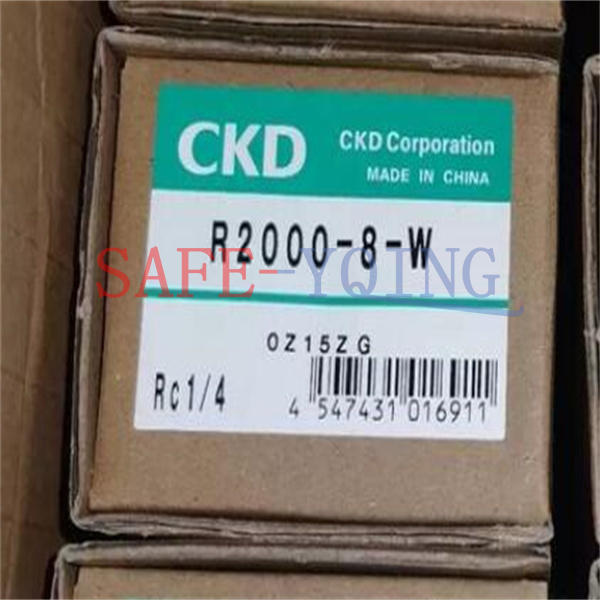 CKD
CKD Corporation
MADE IN CHINA
R2000-8-W
SAFE-YQING
0Z15ZG
Rc1/4
4 547431 016911